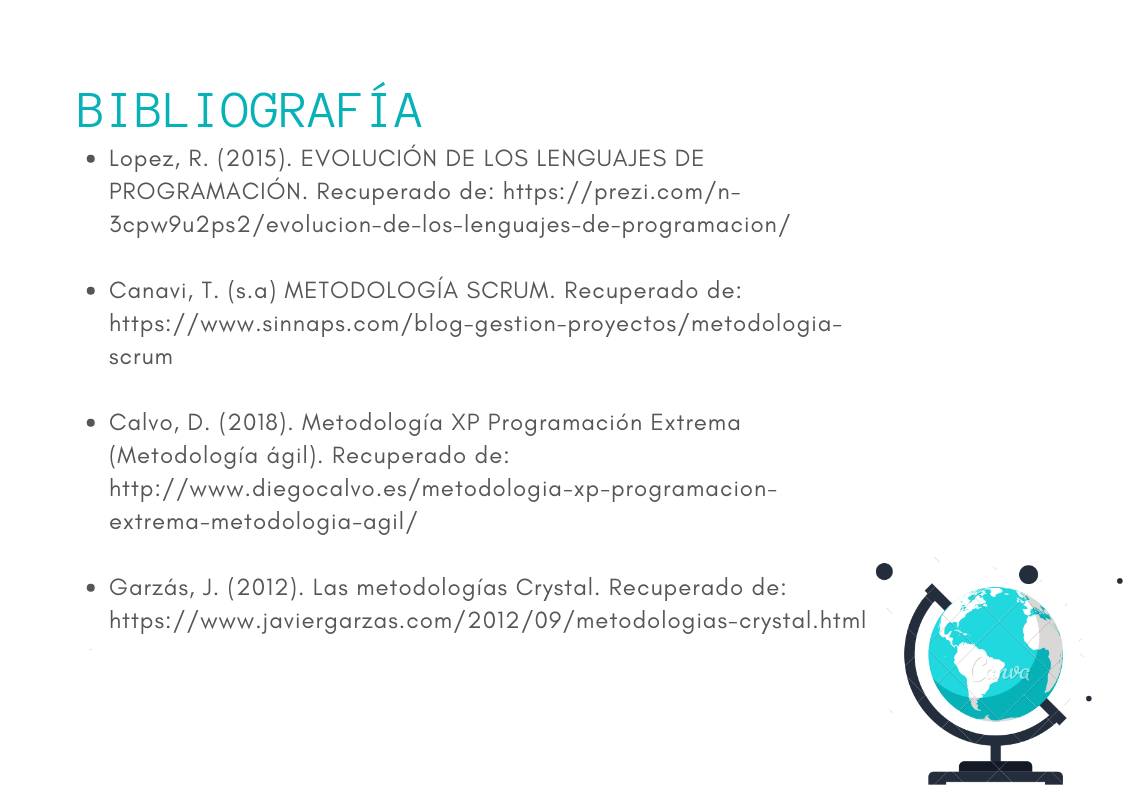 BIBLIOGRAFÍA
• Lopez, R. (2015). EVOLUCIÓN DE LOS LENGUAJES DE
PROGRAMACIÓN. Recuperado de: https://prezi.com/n-
3cpw9u2ps2/evolucion-de-los-lenguajes-de-programacion/
• Canavi, T. (s.a) METODOLOGÍA SCRUM. Recuperado de:
https://www.sinnaps.com/blog-gestion-proyectos/metodologia-
scrum
• Calvo, D. (2018). Metodología XP Programación Extrema
(Metodología ágil). Recuperado de:
http://www.diegocalvo.es/metodologia-xp-programacion-
extrema-metodologia-agil/
• Garzás, J. (2012). Las metodologías Crystal. Recuperado de:
https://www.javiergarzas.com/2012/09/metodologias-crystal.html
Canva